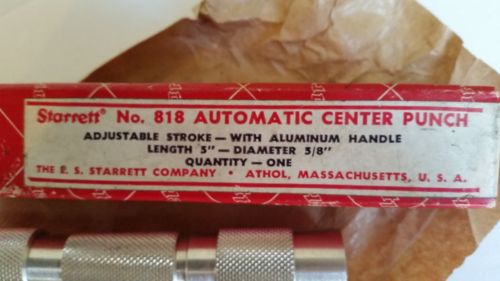 Starrett® No. 818 AUTOMATIC CENTER PUNCH
ADJUSTABLE STROKE — WITH ALUMINUM HANDLE
LENGTH 5" — DIAMETER 5/8"
QUANTITY — ONE
THE L. S. STARRETT COMPANY • ATHOL, MASSACHUSETTS, U. S. A.